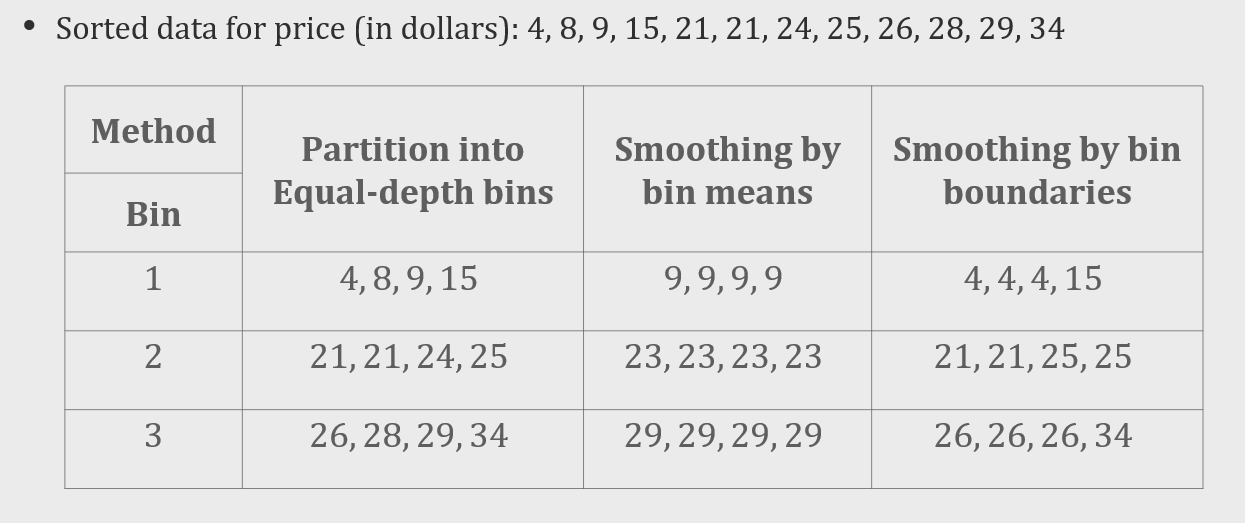 • Sorted data for price (in dollars): 4, 8, 9, 15, 21, 21, 24, 25, 26, 28, 29, 34
Method
Bin
Partition into
Equal-depth bins
Smoothing by
bin means
Smoothing by bin
boundaries
1
4, 8, 9, 15
9, 9, 9, 9
4, 4, 4, 15
2
21, 21, 24, 25
23, 23, 23, 23
21, 21, 25, 25
3
26, 28, 29, 34
29, 29, 29, 29
26, 26, 26, 34